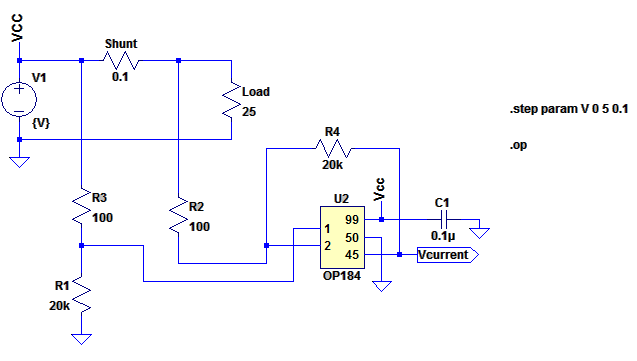 VCC
Shunt
0.1
V1
{V}
Load
25
.step param V 0 5 0.1
.op
R4
20k
R3
100
R2
100
U2
Vcc
C1
0.1µ
1
2
99
50
45
OP184
Vcurrent
R1
20k